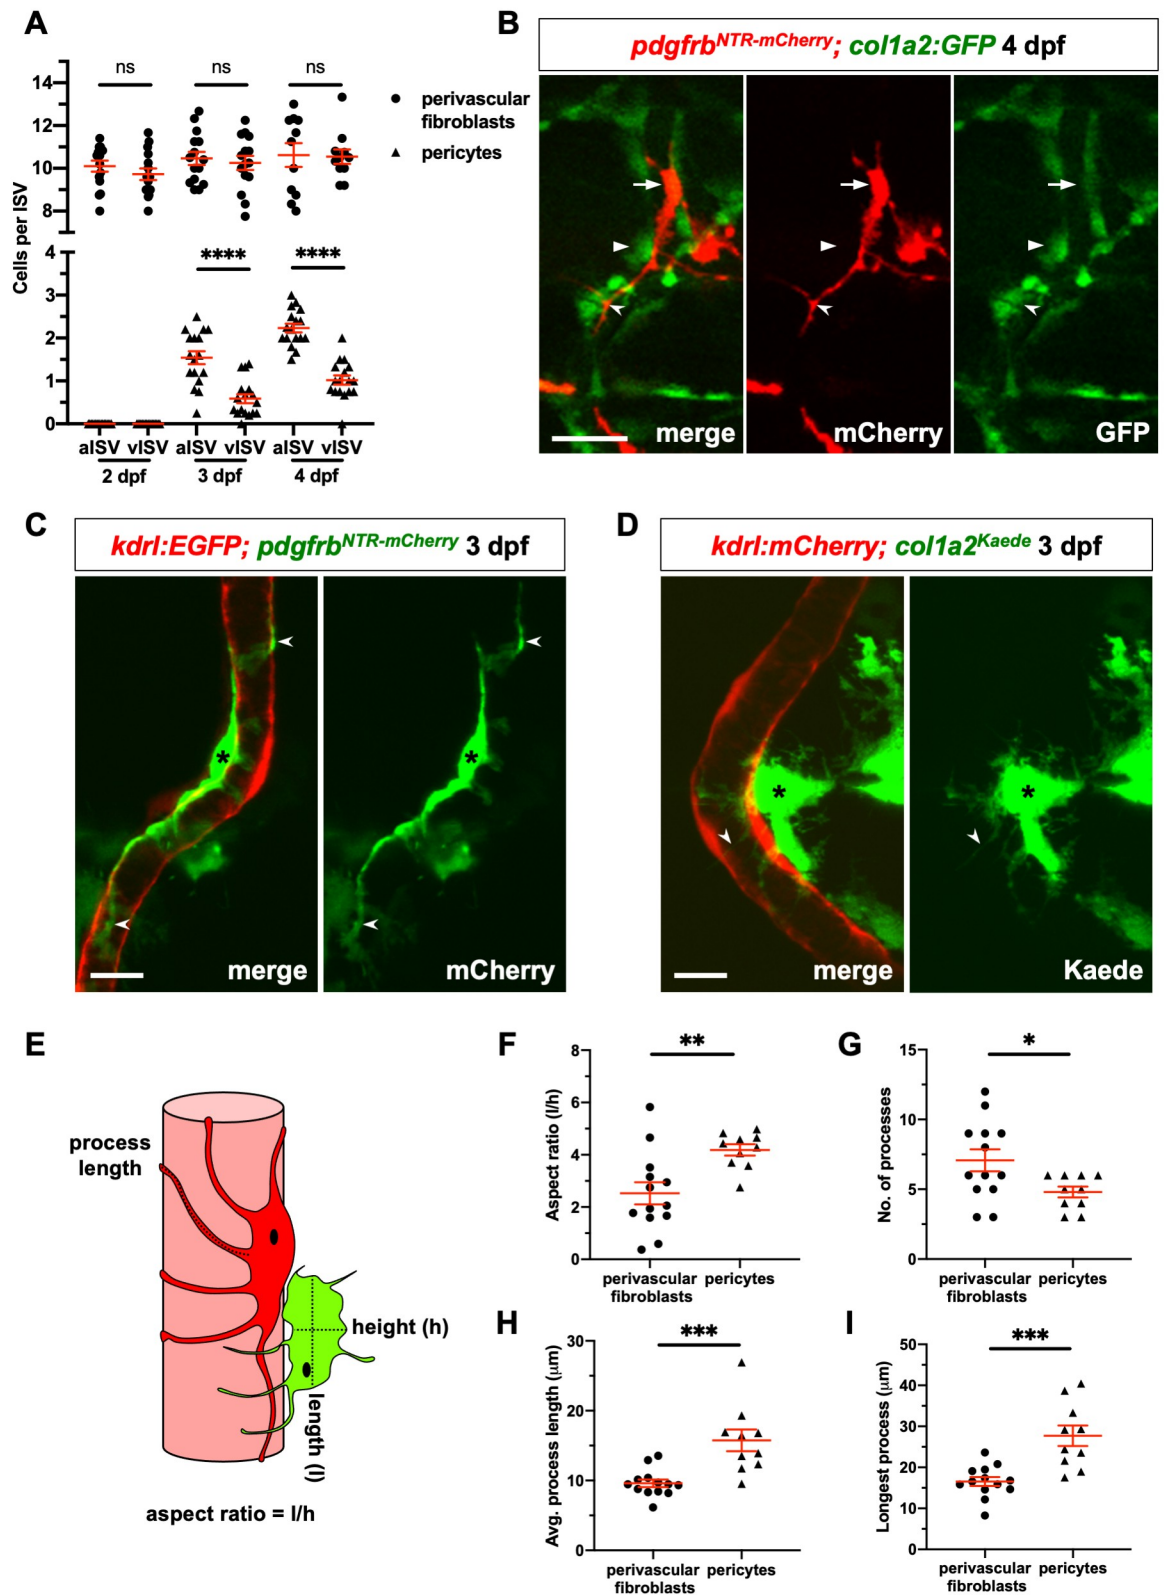 A
Cells per ISV
14
12
10
8
4
3
2
1
0
ns
ns
ns
****
****
perivascular
fibroblasts
pericytes
aISV vISV aISV vISV aISV vISV
2 dpf 3 dpf 4 dpf
B
pdgfrbNTR-mCherry; col1a2:GFP 4 dpf
merge
mCherry
GFP
C
kdrl:EGFP; pdgfrbNTR-mCherry 3 dpf
*
*
merge
mCherry
D
kdrl:mCherry; col1a2Kaede 3 dpf
*
*
merge
Kaede
E
process
length
height (h)
length (l)
aspect ratio = l/h
F
**
Aspect ratio (l/h)
8
6
4
2
0
perivascular pericytes
fibroblasts
G
*
No. of processes
15
10
5
0
perivascular pericytes
fibroblasts
H
***
Avg. process length (μm)
30
20
10
0
perivascular pericytes
fibroblasts
I
***
Longest process (μm)
50
40
30
20
10
0
perivascular pericytes
fibroblasts